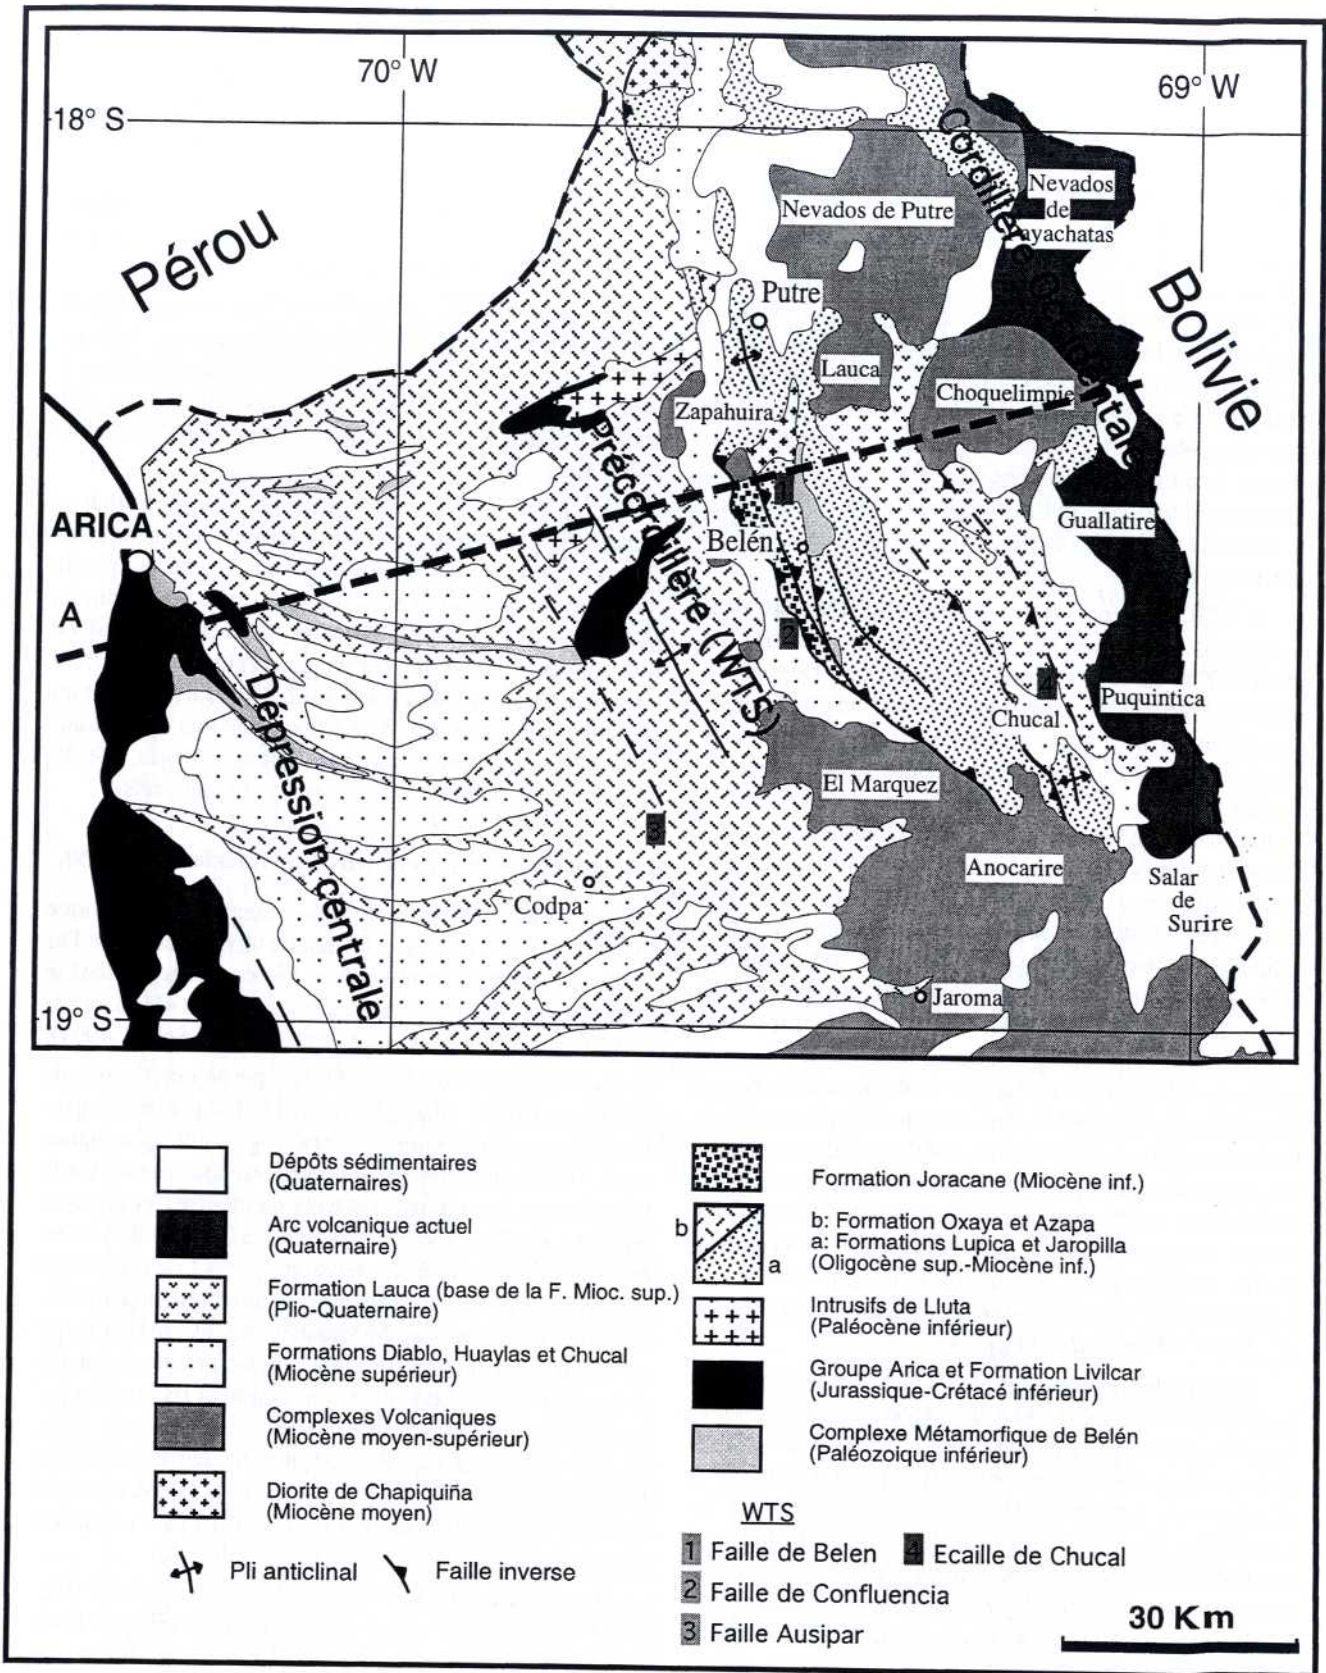 70° W
69° W
18° S
Cordillère Occidentale
Nevados
de
ayachatas
Nevados de Putre
Pérou
Bolivie
Putre
Lauca
Choquelimpie
Zapahuira
Précordillère (WTS)
1
Guallatire
ARICA
Belén
A
2
4
Puquintica
Chucal
Dépression centrale
El Marquez
3
Anocarire
Salar
de
Surire
Codpa
Jaroma
19° S
Dépôts sédimentaires
(Quaternaires)
Arc volcanique actuel
(Quaternaire)
Formation Lauca (base de la F. Mioc. sup.)
(Plio-Quaternaire)
Formations Diablo, Huaylas et Chucal
(Miocène supérieur)
Complexes Volcaniques
(Miocène moyen-supérieur)
Diorite de Chapiquiña
(Miocène moyen)
Pli anticlinal
Faille inverse
Formation Joracane (Miocène inf.)
b
a
b: Formation Oxaya et Azapa
a: Formations Lupica et Jaropilla
(Oligocène sup.-Miocène inf.)
Intrusifs de Lluta
(Paléocène inférieur)
Groupe Arica et Formation Livilcar
(Jurassique-Crétacé inférieur)
Complexe Métamorfique de Belén
(Paléozoique inférieur)
WTS
1 Faille de Belen
4 Ecaille de Chucal
2 Faille de Confluencia
3 Faille Ausipar
30 Km